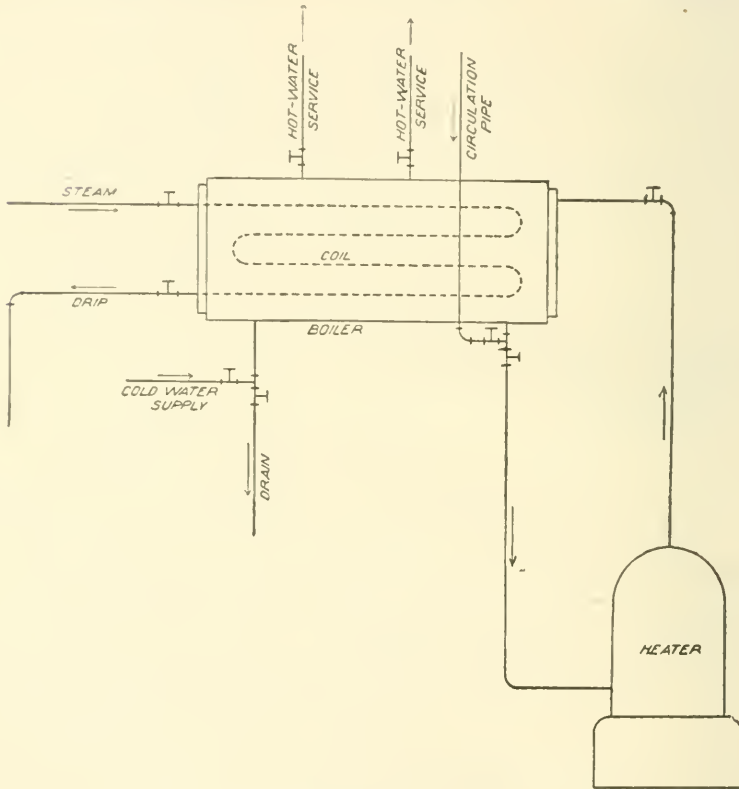 HOT-WATER
SERVICE
HOT-WATER
SERVICE
CIRCULATION
PIPE
STEAM
COIL
DRIP
BOILER
COLD WATER
SUPPLY
DRAIN
HEATER